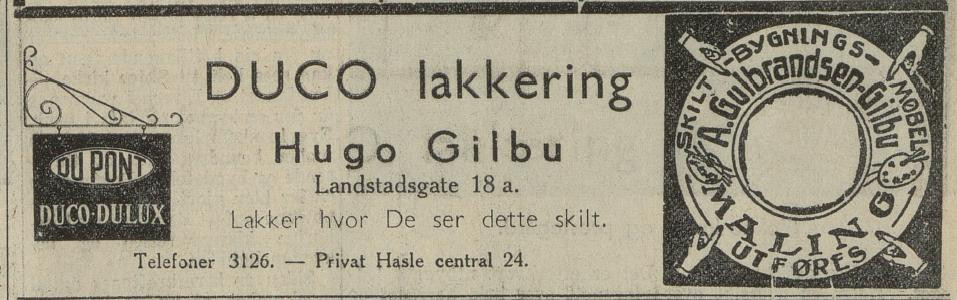 DUCO lakkering
Hugo Gilbu
Landstadsgate 18 a.
Lakker hvor De ser dette skilt.
Telefoner 3126. — Privat Hasle central 24.
DU PONT
DUCO-DULUX
SKILT-BYGNINGS-MØBEL
A. Gulbrandsen-Gilbu
MALING
UTFØRES